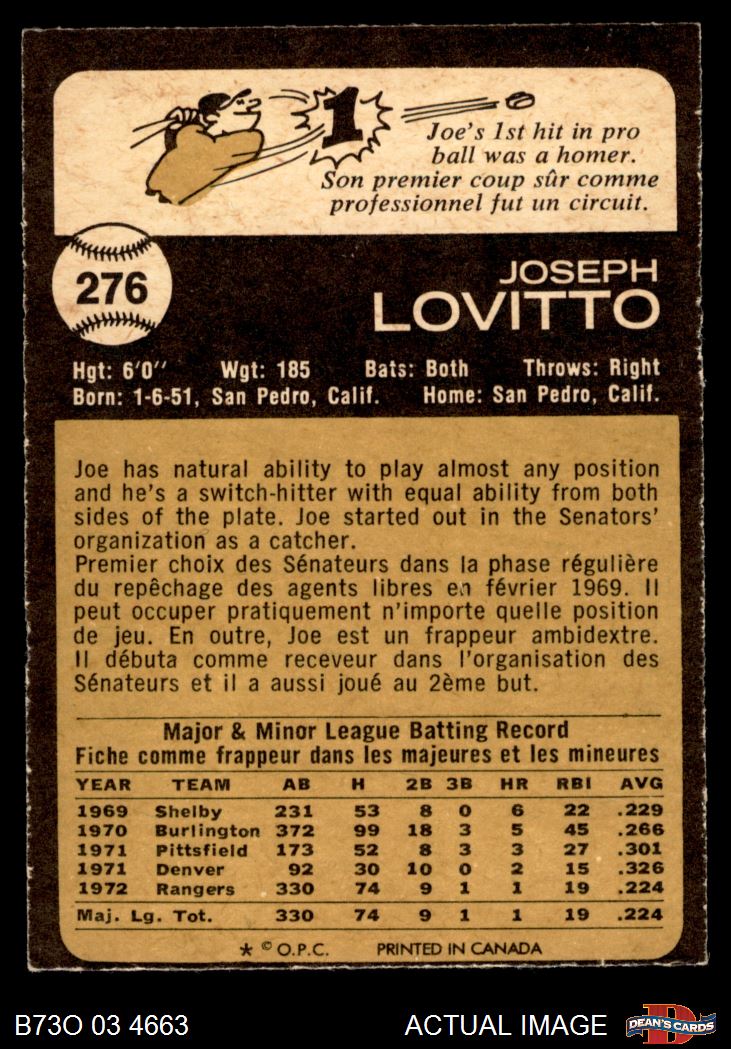 1
Joe's 1st hit in pro
ball was a homer.
Son premier coup sûr comme
professionnel fut un circuit.
276
JOSEPH
LOVITTO
Hgt: 6'0" Wgt: 185 Bats: Both Throws: Right
Born: 1-6-51, San Pedro, Calif. Home: San Pedro, Calif.
Joe has natural ability to play almost any position
and he's a switch-hitter with equal ability from both
sides of the plate. Joe started out in the Senators'
organization as a catcher.
Premier choix des Sénateurs dans la phase régulière
du repêchage des agents libres en février 1969. Il
peut occuper pratiquement n'importe quelle position
de jeu. En outre, Joe est un frappeur ambidextre.
Il débuta comme receveur dans l'organisation des
Sénateurs et il a aussi joué au 2ème but.
Major & Minor League Batting Record
Fiche comme frappeur dans les majeures et les mineures
YEAR TEAM AB H 2B 3B HR RBI AVG
1969 Shelby 231 53 8 0 6 22 .229
1970 Burlington 372 99 18 3 5 45 .266
1971 Pittsfield 173 52 8 3 3 27 .301
1971 Denver 92 30 10 0 2 15 .326
1972 Rangers 330 74 9 1 1 19 .224
Maj. Lg. Tot. 330 74 9 1 1 19 .224
* © O.P.C. PRINTED IN CANADA
B73O 03 4663 ACTUAL IMAGE DEAN'S CARDS